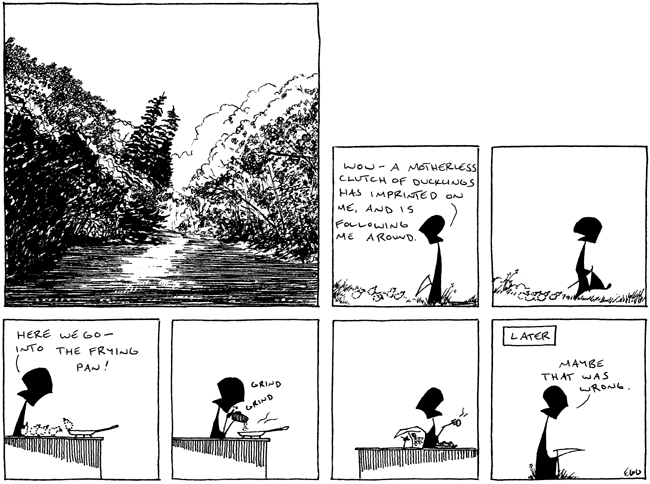 WOW - A MOTHERLESS
CLUTCH OF DUCKLINGS
HAS IMPRINTED ON
ME, AND IS
FOLLOWING
ME AROUND.
HERE WE GO -
INTO THE FRYING
PAN!
GRIND
GRIND
LATER
MAYBE
THAT WAS
WRONG.